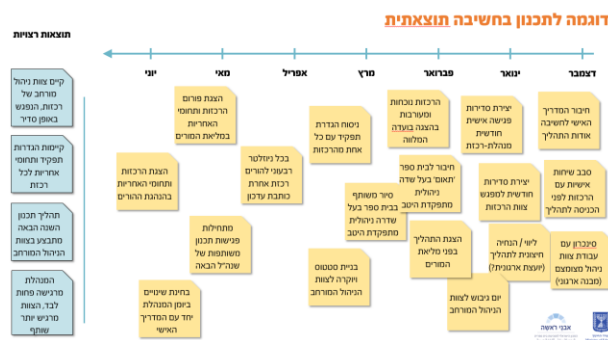 דוגמה לתכנון בחשיבה תוצאתית
תוצאות רצויות
דצמבר
ינואר
פברואר
מרץ
אפריל
מאי
יוני
חיבור המדריך
האישי לחשיבה
אודות התהליך
סבב שיחות
אישיות עם
הרכזות לפני
הכניסה לתהליך
סינכרון עם
עבודת צוות
ניהול מצומצם
(מבנה ארגוני)
יצירת סדירות
פגישה אישית
חודשית
מנהלת-רכזת
יצירת סדירות
חודשית למפגש
צוות הרכזות
ליווי / הנחיה
חיצונית לתהליך
(יועצת ארגונית?)
הרכזות נוכחות
ומעורבות
בהצגה בועדה
המלווה
חיבור לבית ספר
'תאום' בעל שדרה
ניהולית
מתפקדת היטב
הצגת התהליך
בפני מליאת
המורים
יום גיבוש לצוות
הניהול המורחב
ניסוח הגדרת
תפקיד עם כל
אחת מהרכזות
סיור משותף
בבית ספר בעל
שדרה ניהולית
מתפקדת היטב
בניית סטטוס
ויוקרה לצוות
הניהול המורחב
בכל ניוזלטר
רבעוני להורים
רכזת אחרת
כותבת עדכון
הצגת פורום
הרכזות ותחומי
האחריות
במליאת המורים
מתחילות
פגישות תכנון
משותפות של
שנה"ל הבאה
הצגת הרכזות
ותחומי האחריות
בהנהגת ההורים
בחינת שינויים
ביומן המנהלת
יחד עם המדריך
האישי
קיים צוות ניהול
מורחב של
רכזות, הנפגש
באופן סדיר
קיימות הגדרות
תפקיד ותחומי
אחריות לכל
רכזת
תהליך תכנון
השנה הבאה
מתבצע בצוות
הניהול המורחב
המנהלת
מרגישה פחות
לבד, הצוות
מרגיש יותר
שותף
אבני ראשה